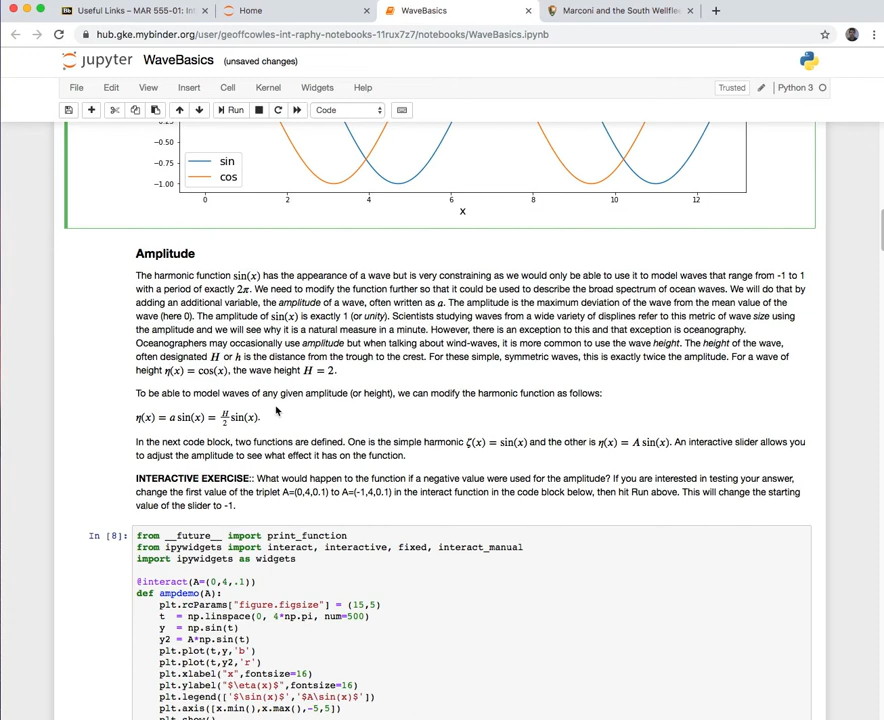 Useful Links – MAR 555-01: Int
Home
WaveBasics
Marconi and the South Wellflee
hub.gke.mybinder.org/user/geoffcowles-int-raphy-notebooks-11rux7z7/notebooks/WaveBasics.ipynb
jupyter WaveBasics (unsaved changes)
File Edit View Insert Cell Kernel Widgets Help Trusted Python 3
Run Code
-0.50
-0.75
-1.00
sin
cos
0 2 4 6 8 10 12
x
Amplitude
The harmonic function sin(x) has the appearance of a wave but is very constraining as we would only be able to use it to model waves that range from -1 to 1
with a period of exactly 2π. We need to modify the function further so that it could be used to describe the broad spectrum of ocean waves. We will do that by
adding an additional variable, the amplitude of a wave, often written as a. The amplitude is the maximum deviation of the wave from the mean value of the
wave (here 0). The amplitude of sin(x) is exactly 1 (or unity). Scientists studying waves from a wide variety of displines refer to this metric of wave size using
the amplitude and we will see why it is a natural measure in a minute. However, there is an exception to this and that exception is oceanography.
Oceanographers may occasionally use amplitude but when talking about wind-waves, it is more common to use the wave height. The height of the wave,
often designated H or h is the distance from the trough to the crest. For these simple, symmetric waves, this is exactly twice the amplitude. For a wave of
height η(x) = cos(x), the wave height H = 2.
To be able to model waves of any given amplitude (or height), we can modify the harmonic function as follows:
η(x) = a sin(x) = H/2 sin(x).
In the next code block, two functions are defined. One is the simple harmonic ζ(x) = sin(x) and the other is η(x) = A sin(x). An interactive slider allows you
to adjust the amplitude to see what effect it has on the function.
INTERACTIVE EXERCISE:: What would happen to the function if a negative value were used for the amplitude? If you are interested in testing your answer,
change the first value of the triplet A=(0,4,0.1) to A=(-1,4,0.1) in the interact function in the code block below, then hit Run above. This will change the starting
value of the slider to -1.
In [8]: from __future__ import print_function
from ipywidgets import interact, interactive, fixed, interact_manual
import ipywidgets as widgets
@interact(A=(0,4,.1))
def ampdemo(A):
plt.rcParams["figure.figsize"] = (15,5)
t = np.linspace(0, 4*np.pi, num=500)
y = np.sin(t)
y2 = A*np.sin(t)
plt.plot(t,y,'b')
plt.plot(t,y2,'r')
plt.xlabel("x",fontsize=16)
plt.ylabel("$\eta(x)$",fontsize=16)
plt.legend(['$\sin(x)$','$A\sin(x)$'])
plt.axis([x.min(),x.max(),-5,5])
plt.show()